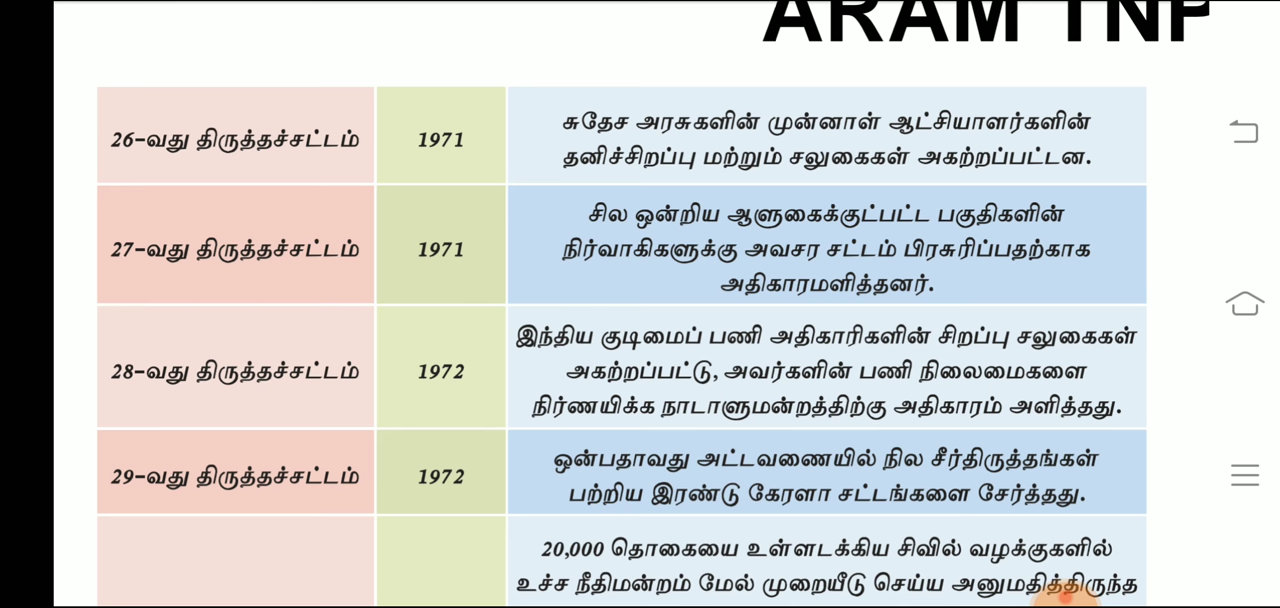 ARAM TNP
26-வது திருத்தச்சட்டம்
1971
சுதேச அரசுகளின் முன்னாள் ஆட்சியாளர்களின்
தனிச்சிறப்பு மற்றும் சலுகைகள் அகற்றப்பட்டன.
27-வது திருத்தச்சட்டம்
1971
சில ஒன்றிய ஆளுகைக்குட்பட்ட பகுதிகளின்
நிர்வாகிகளுக்கு அவசர சட்டம் பிரசுரிப்பதற்காக
அதிகாரமளித்தனர்.
28-வது திருத்தச்சட்டம்
1972
இந்திய குடிமைப் பணி அதிகாரிகளின் சிறப்பு சலுகைகள்
அகற்றப்பட்டு, அவர்களின் பணி நிலைமைகளை
நிர்ணயிக்க நாடாளுமன்றத்திற்கு அதிகாரம் அளித்தது.
29-வது திருத்தச்சட்டம்
1972
ஒன்பதாவது அட்டவணையில் நில சீர்திருத்தங்கள்
பற்றிய இரண்டு கேரளா சட்டங்களை சேர்த்தது.
20,000 தொகையை உள்ளடக்கிய சிவில் வழக்குகளில்
உச்ச நீதிமன்றம் மேல் முறையீடு செய்ய அனுமதித்திருந்த